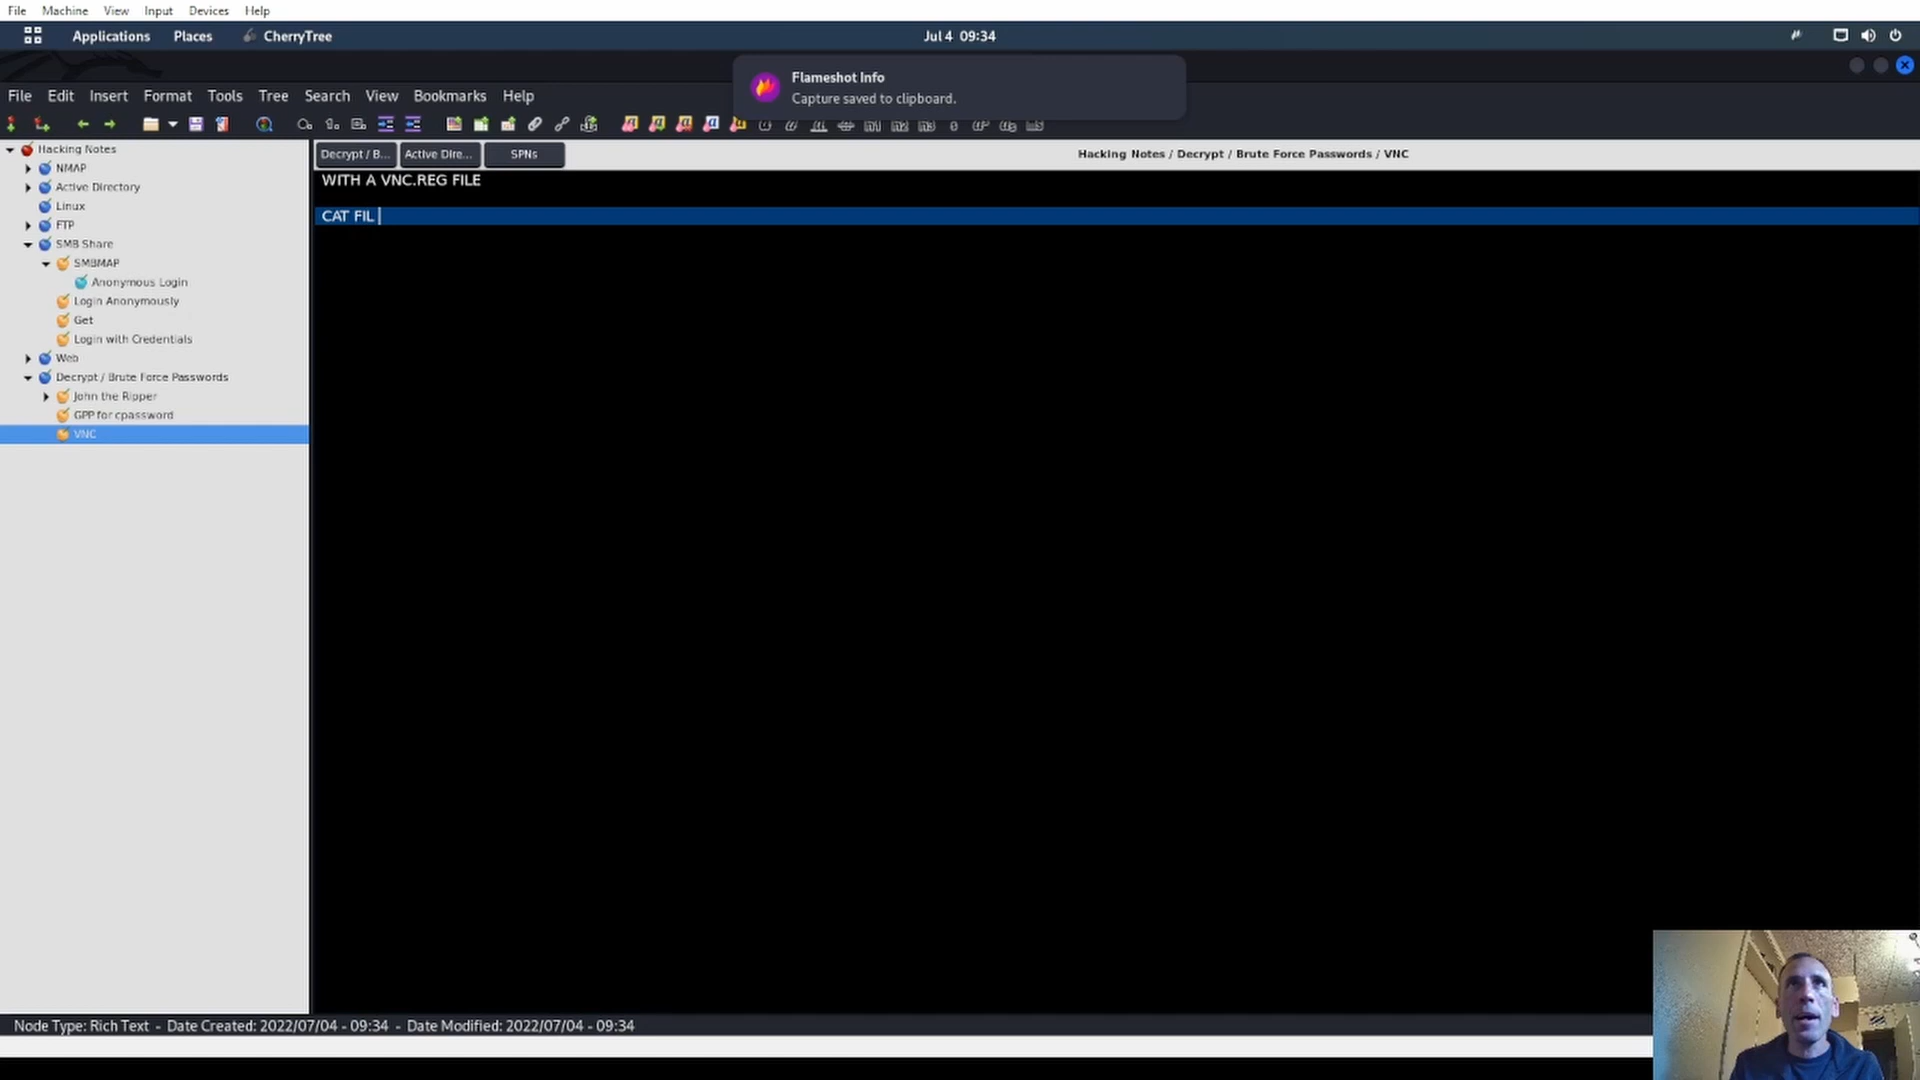 File Machine View Input Devices Help
Applications Places CherryTree Jul 4 09:34
Flameshot Info
Capture saved to clipboard.
File Edit Insert Format Tools Tree Search View Bookmarks Help
Decrypt / B... Active Dire... SPNs Hacking Notes / Decrypt / Brute Force Passwords / VNC
Hacking Notes
NMAP
Active Directory
Linux
FTP
SMB Share
SMBMAP
Anonymous Login
Login Anonymously
Get
Login with Credentials
Web
Decrypt / Brute Force Passwords
John the Ripper
GPP for cpassword
VNC
WITH A VNC.REG FILE
CAT FIL
Node Type: Rich Text - Date Created: 2022/07/04 - 09:34 - Date Modified: 2022/07/04 - 09:34